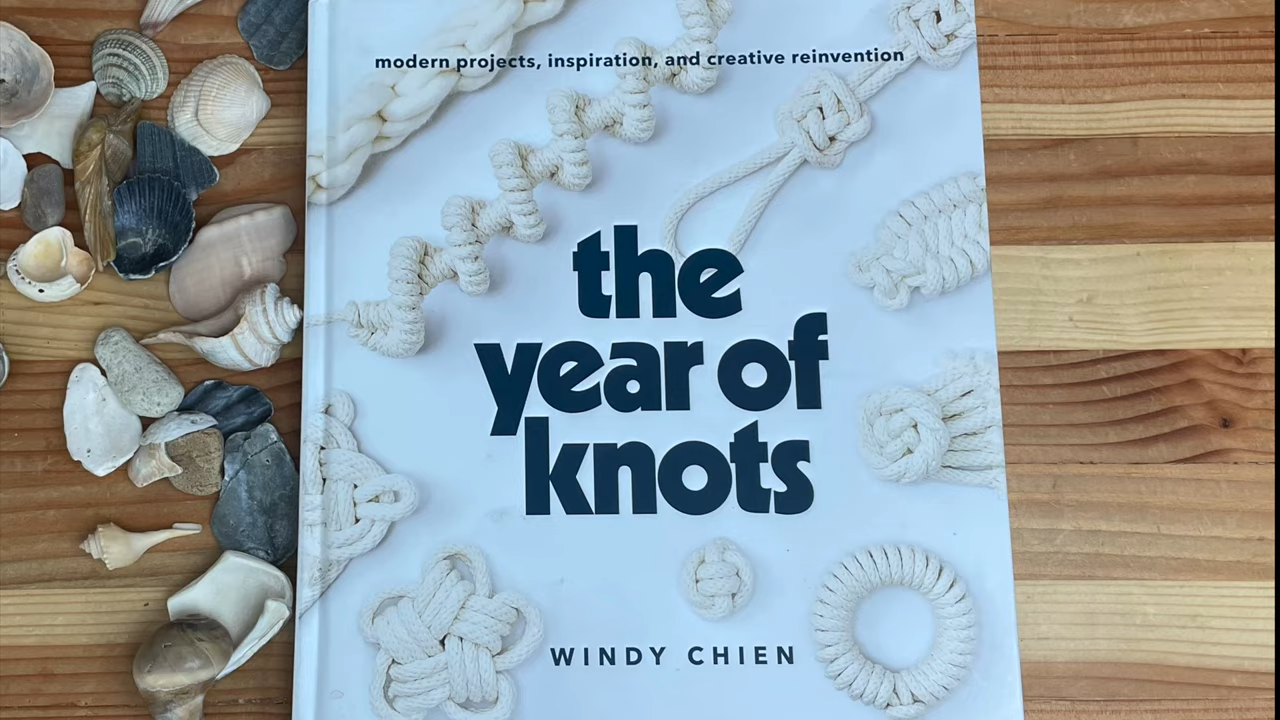 modern projects, inspiration, and creative reinvention
the
year of
knots
WINDY CHIEN